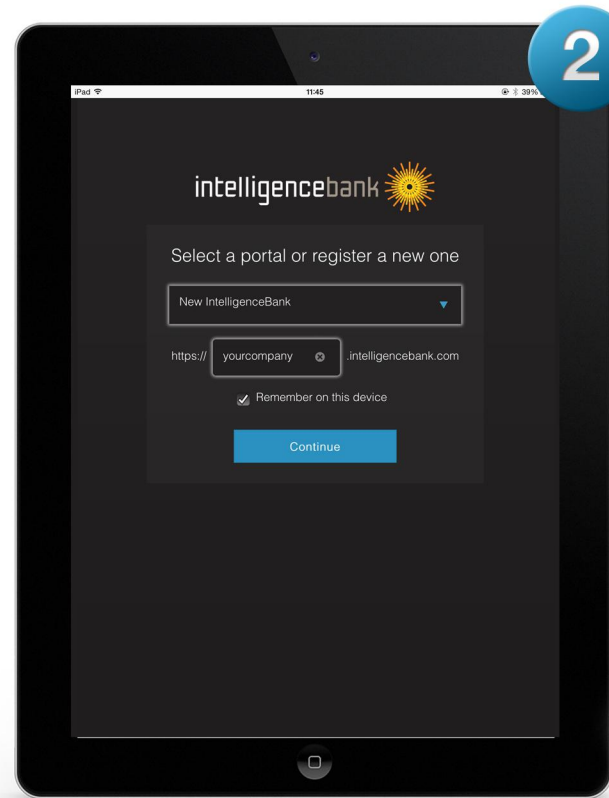 2
iPad 11:45 39%
intelligencebank
Select a portal or register a new one
New IntelligenceBank
https:// yourcompany .intelligencebank.com
Remember on this device
Continue